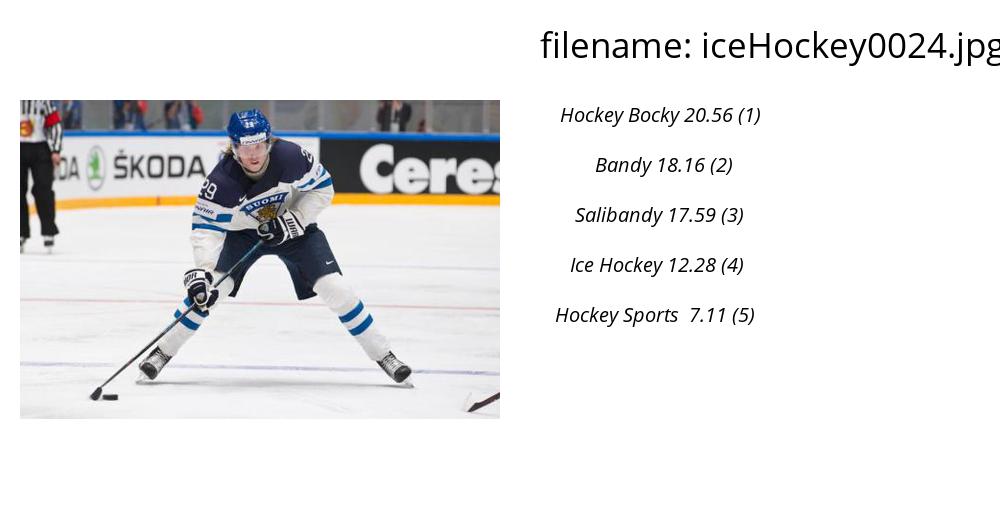 filename: iceHockey0024.jpg
Hockey Bocky 20.56 (1)
Bandy 18.16 (2)
Salibandy 17.59 (3)
Ice Hockey 12.28 (4)
Hockey Sports 7.11 (5)
ŠKODA
Ceres
29
SUOMI